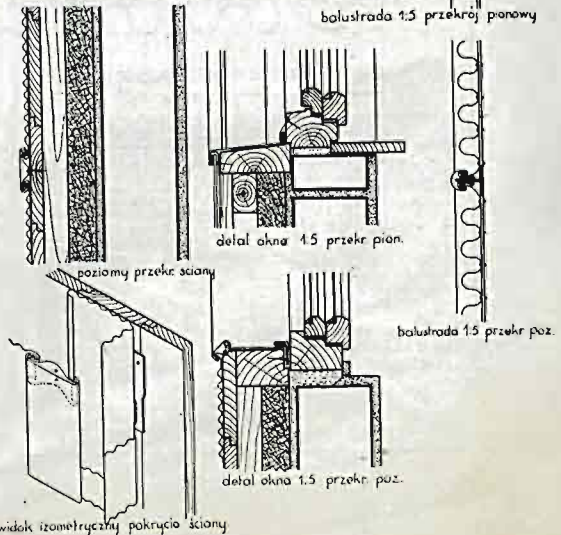 balustrada 1:5 przekrój pionowy
detal okna 1:5 przekr pion.
poziomy przekr. ściany
balustrada 1:5 przekr poz.
detal okna 1:5 przekr. poz.
widok izometryczny pokrycia ściany